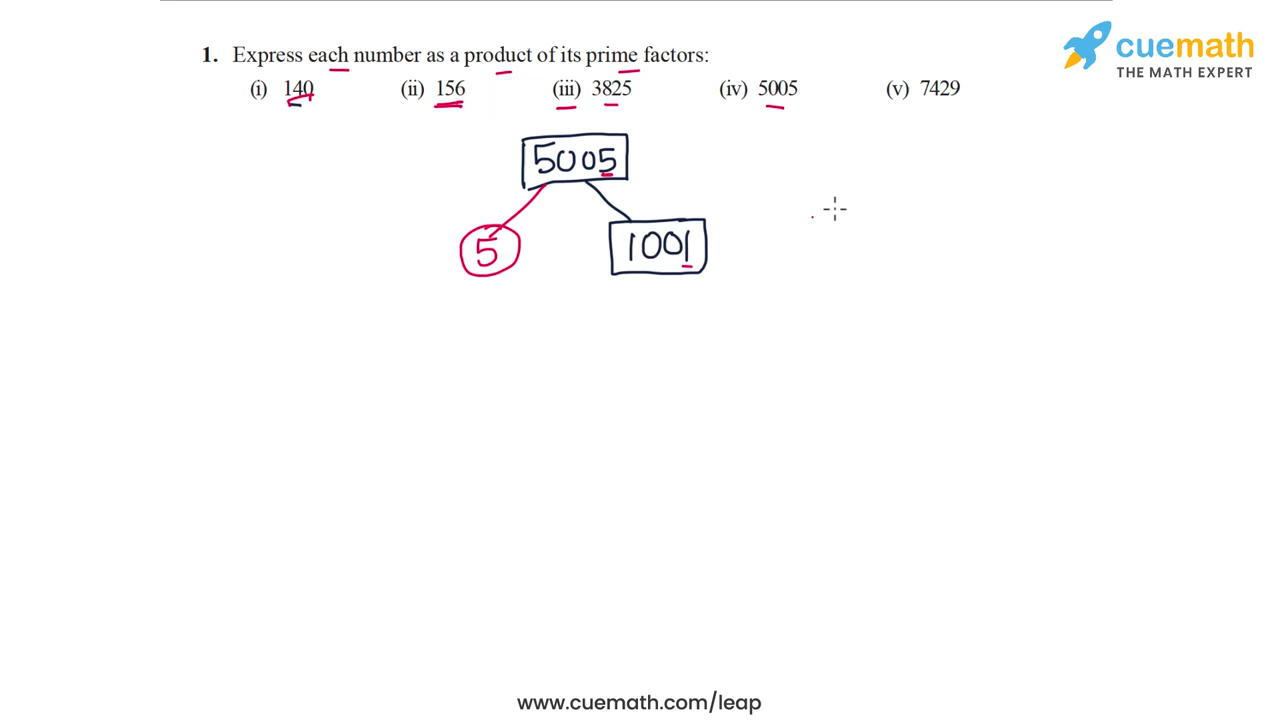 cuemath
THE MATH EXPERT
1. Express each number as a product of its prime factors:
(i) 140 (ii) 156 (iii) 3825 (iv) 5005 (v) 7429
5005
5 1001
www.cuemath.com/leap